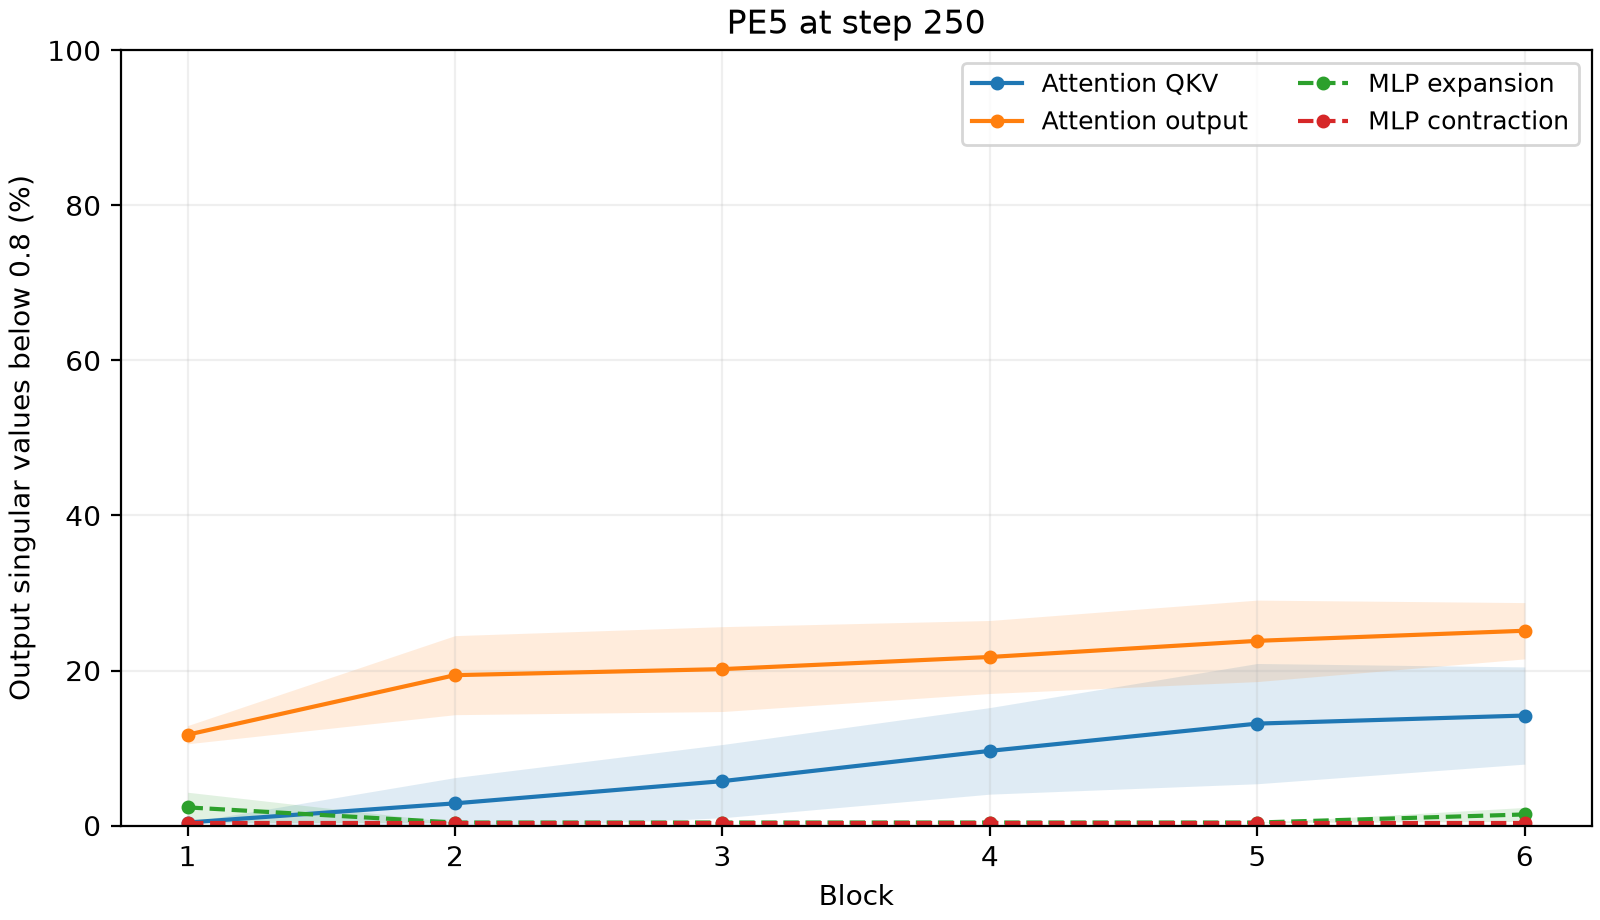 PE5 at step 250
Output singular values below 0.8 (%)
100
80
60
40
20
0
Attention QKV
Attention output
MLP expansion
MLP contraction
1 2 3 4 5 6
Block